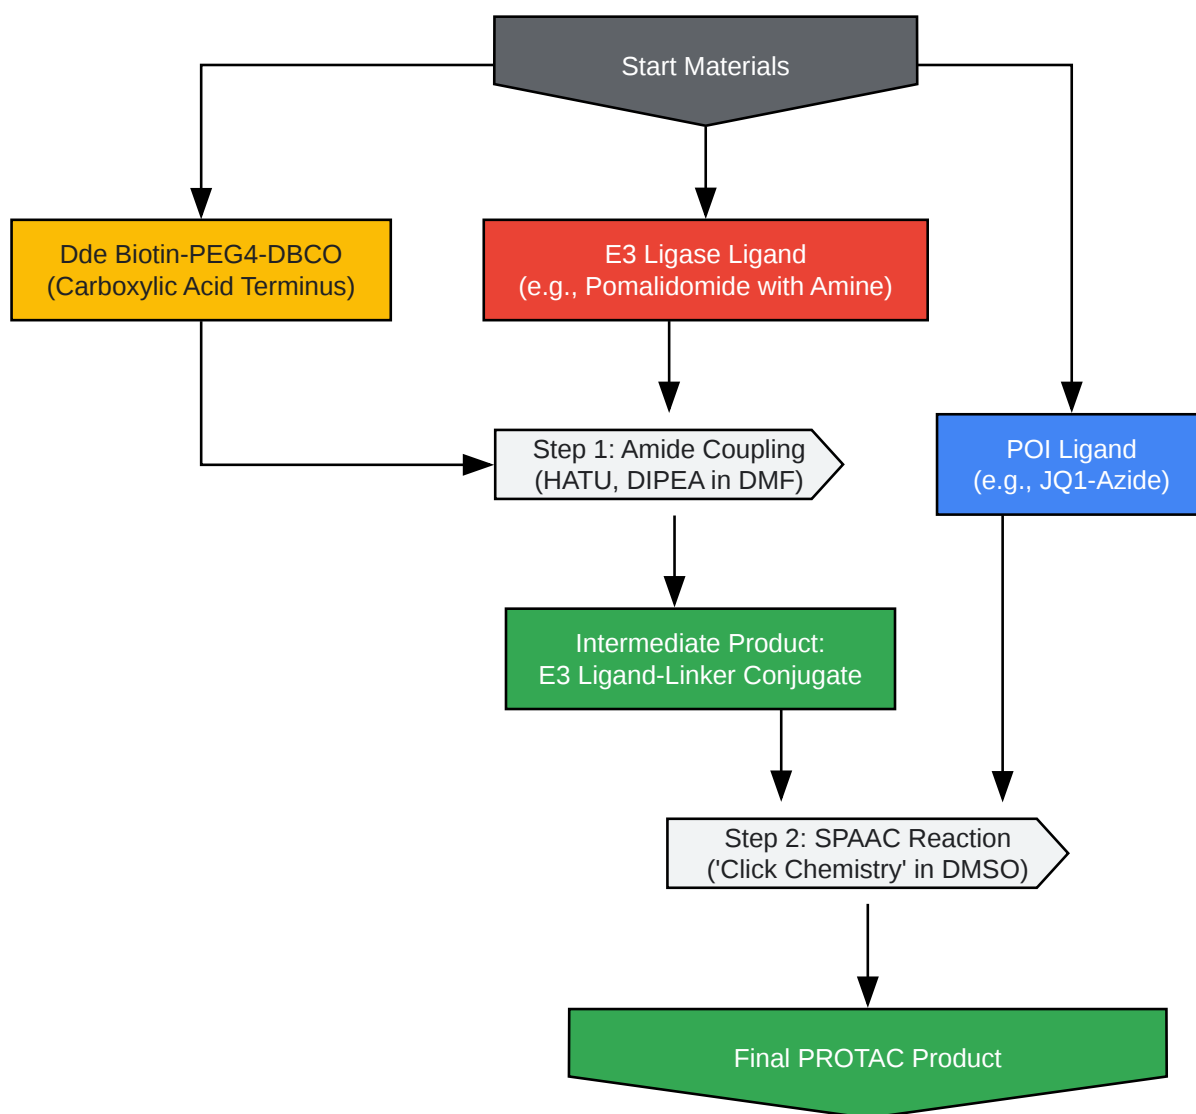 Start Materials
Dde Biotin-PEG4-DBCO
(Carboxylic Acid Terminus)
E3 Ligase Ligand
(e.g., Pomalidomide with Amine)
Step 1: Amide Coupling
(HATU, DIPEA in DMF)
POI Ligand
(e.g., JQ1-Azide)
Intermediate Product:
E3 Ligand-Linker Conjugate
Step 2: SPAAC Reaction
('Click Chemistry' in DMSO)
Final PROTAC Product